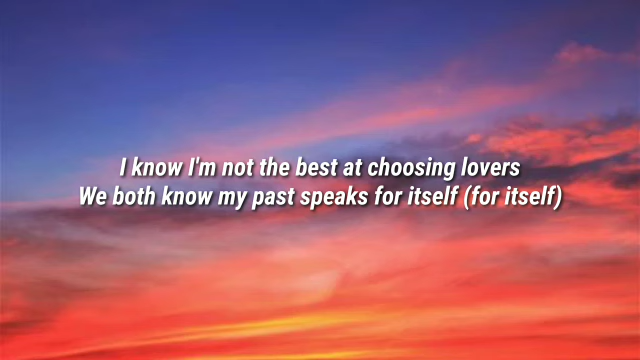 I know I'm not the best at choosing lovers
We both know my past speaks for itself (for itself)